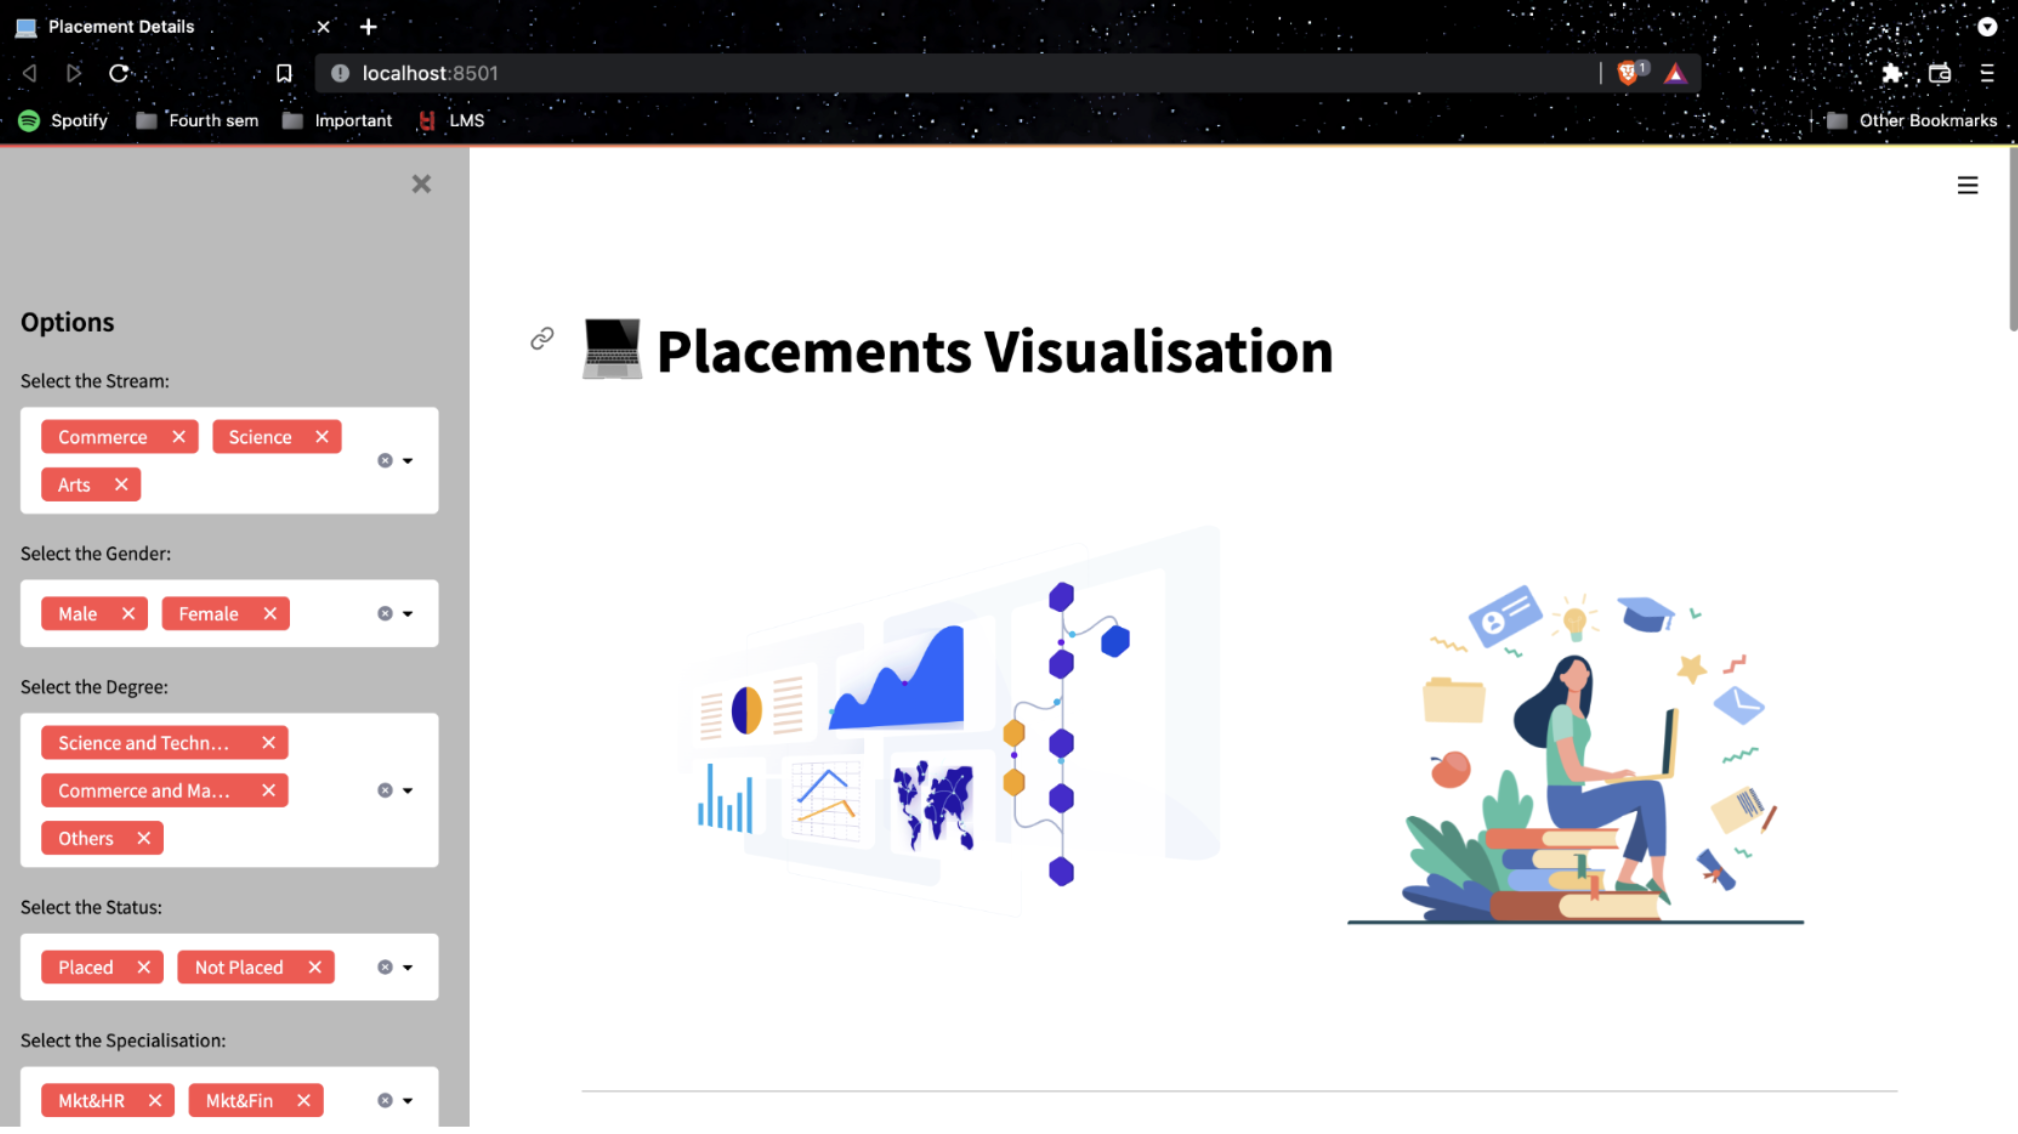 Placement Details
localhost:8501
1
Spotify
Fourth sem
Important
LMS
Other Bookmarks
Options
Select the Stream:
Commerce
Science
Arts
Select the Gender:
Male
Female
Select the Degree:
Science and Techn...
Commerce and Ma...
Others
Select the Status:
Placed
Not Placed
Select the Specialisation:
Mkt&HR
Mkt&Fin
Placements Visualisation